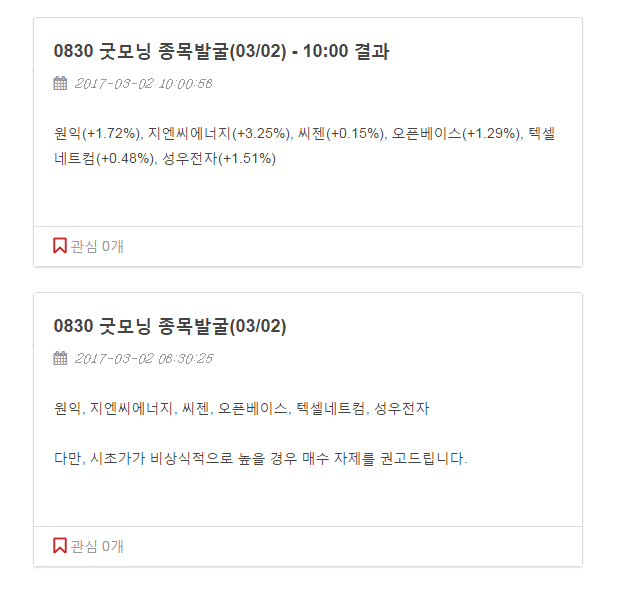 0830 굿모닝 종목발굴(03/02) - 10:00 결과
2017-03-02 10:00:56
원익(+1.72%), 지엔씨에너지(+3.25%), 씨젠(+0.15%), 오픈베이스(+1.29%), 텍셀
네트컴(+0.48%), 성우전자(+1.51%)
관심 0개
0830 굿모닝 종목발굴(03/02)
2017-03-02 06:30:25
원익, 지엔씨에너지, 씨젠, 오픈베이스, 텍셀네트컴, 성우전자
다만, 시초가가 비상식적으로 높을 경우 매수 자제를 권고드립니다.
관심 0개